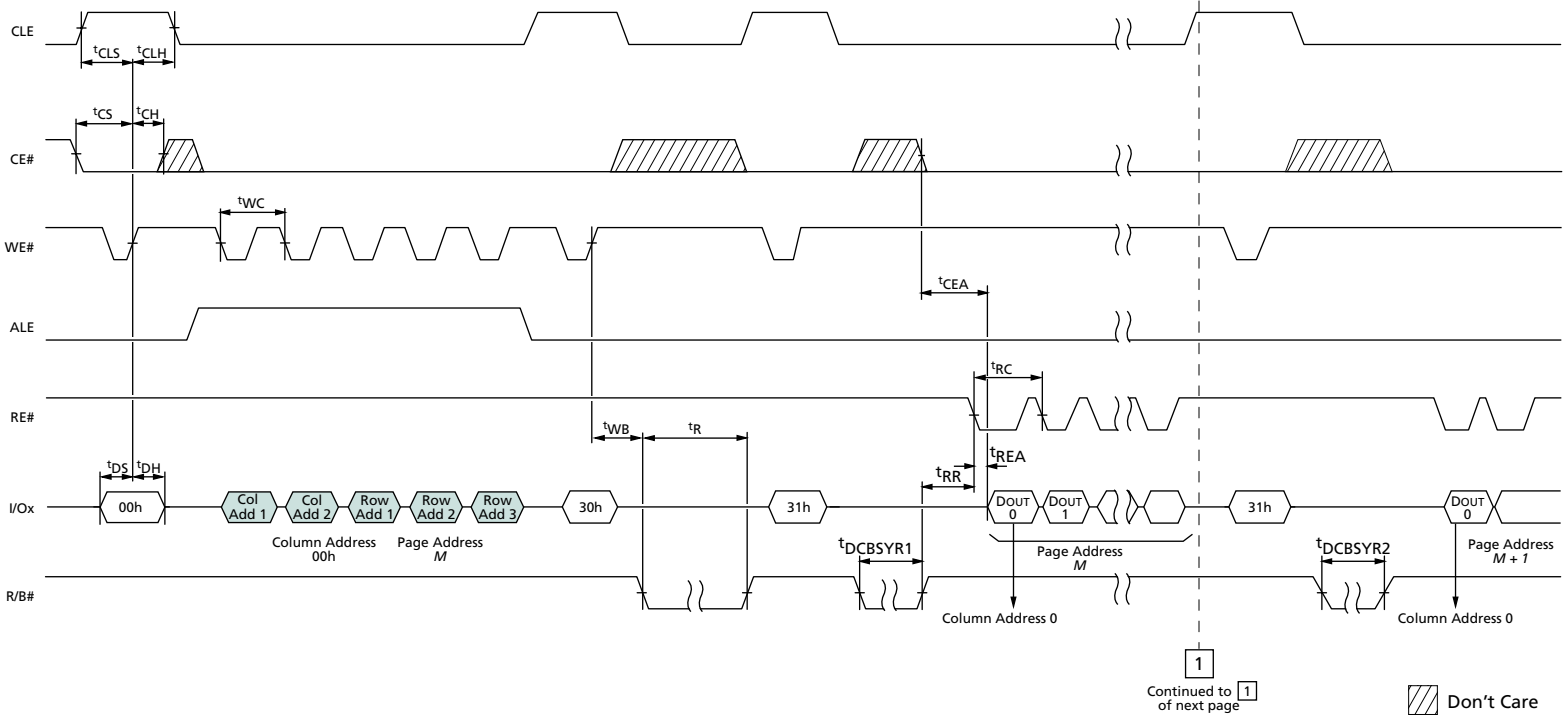 CLE
tCLS tCLH
tCS tCH
CE#
tWC
WE#
tCEA
ALE
tRC
RE#
tWB tR
tREA
tRR
tDS tDH
I/Ox
00h
Col
Add 1
Col
Add 2
Row
Add 1
Row
Add 2
Row
Add 3
30h
31h
DOUT
0
DOUT
1
31h
DOUT
0
Column Address
00h
Page Address
M
tDCBSYR1
Page Address
M
tDCBSYR2
Page Address
M + 1
R/B#
Column Address 0
Column Address 0
1
Continued to 1
of next page
Don't Care